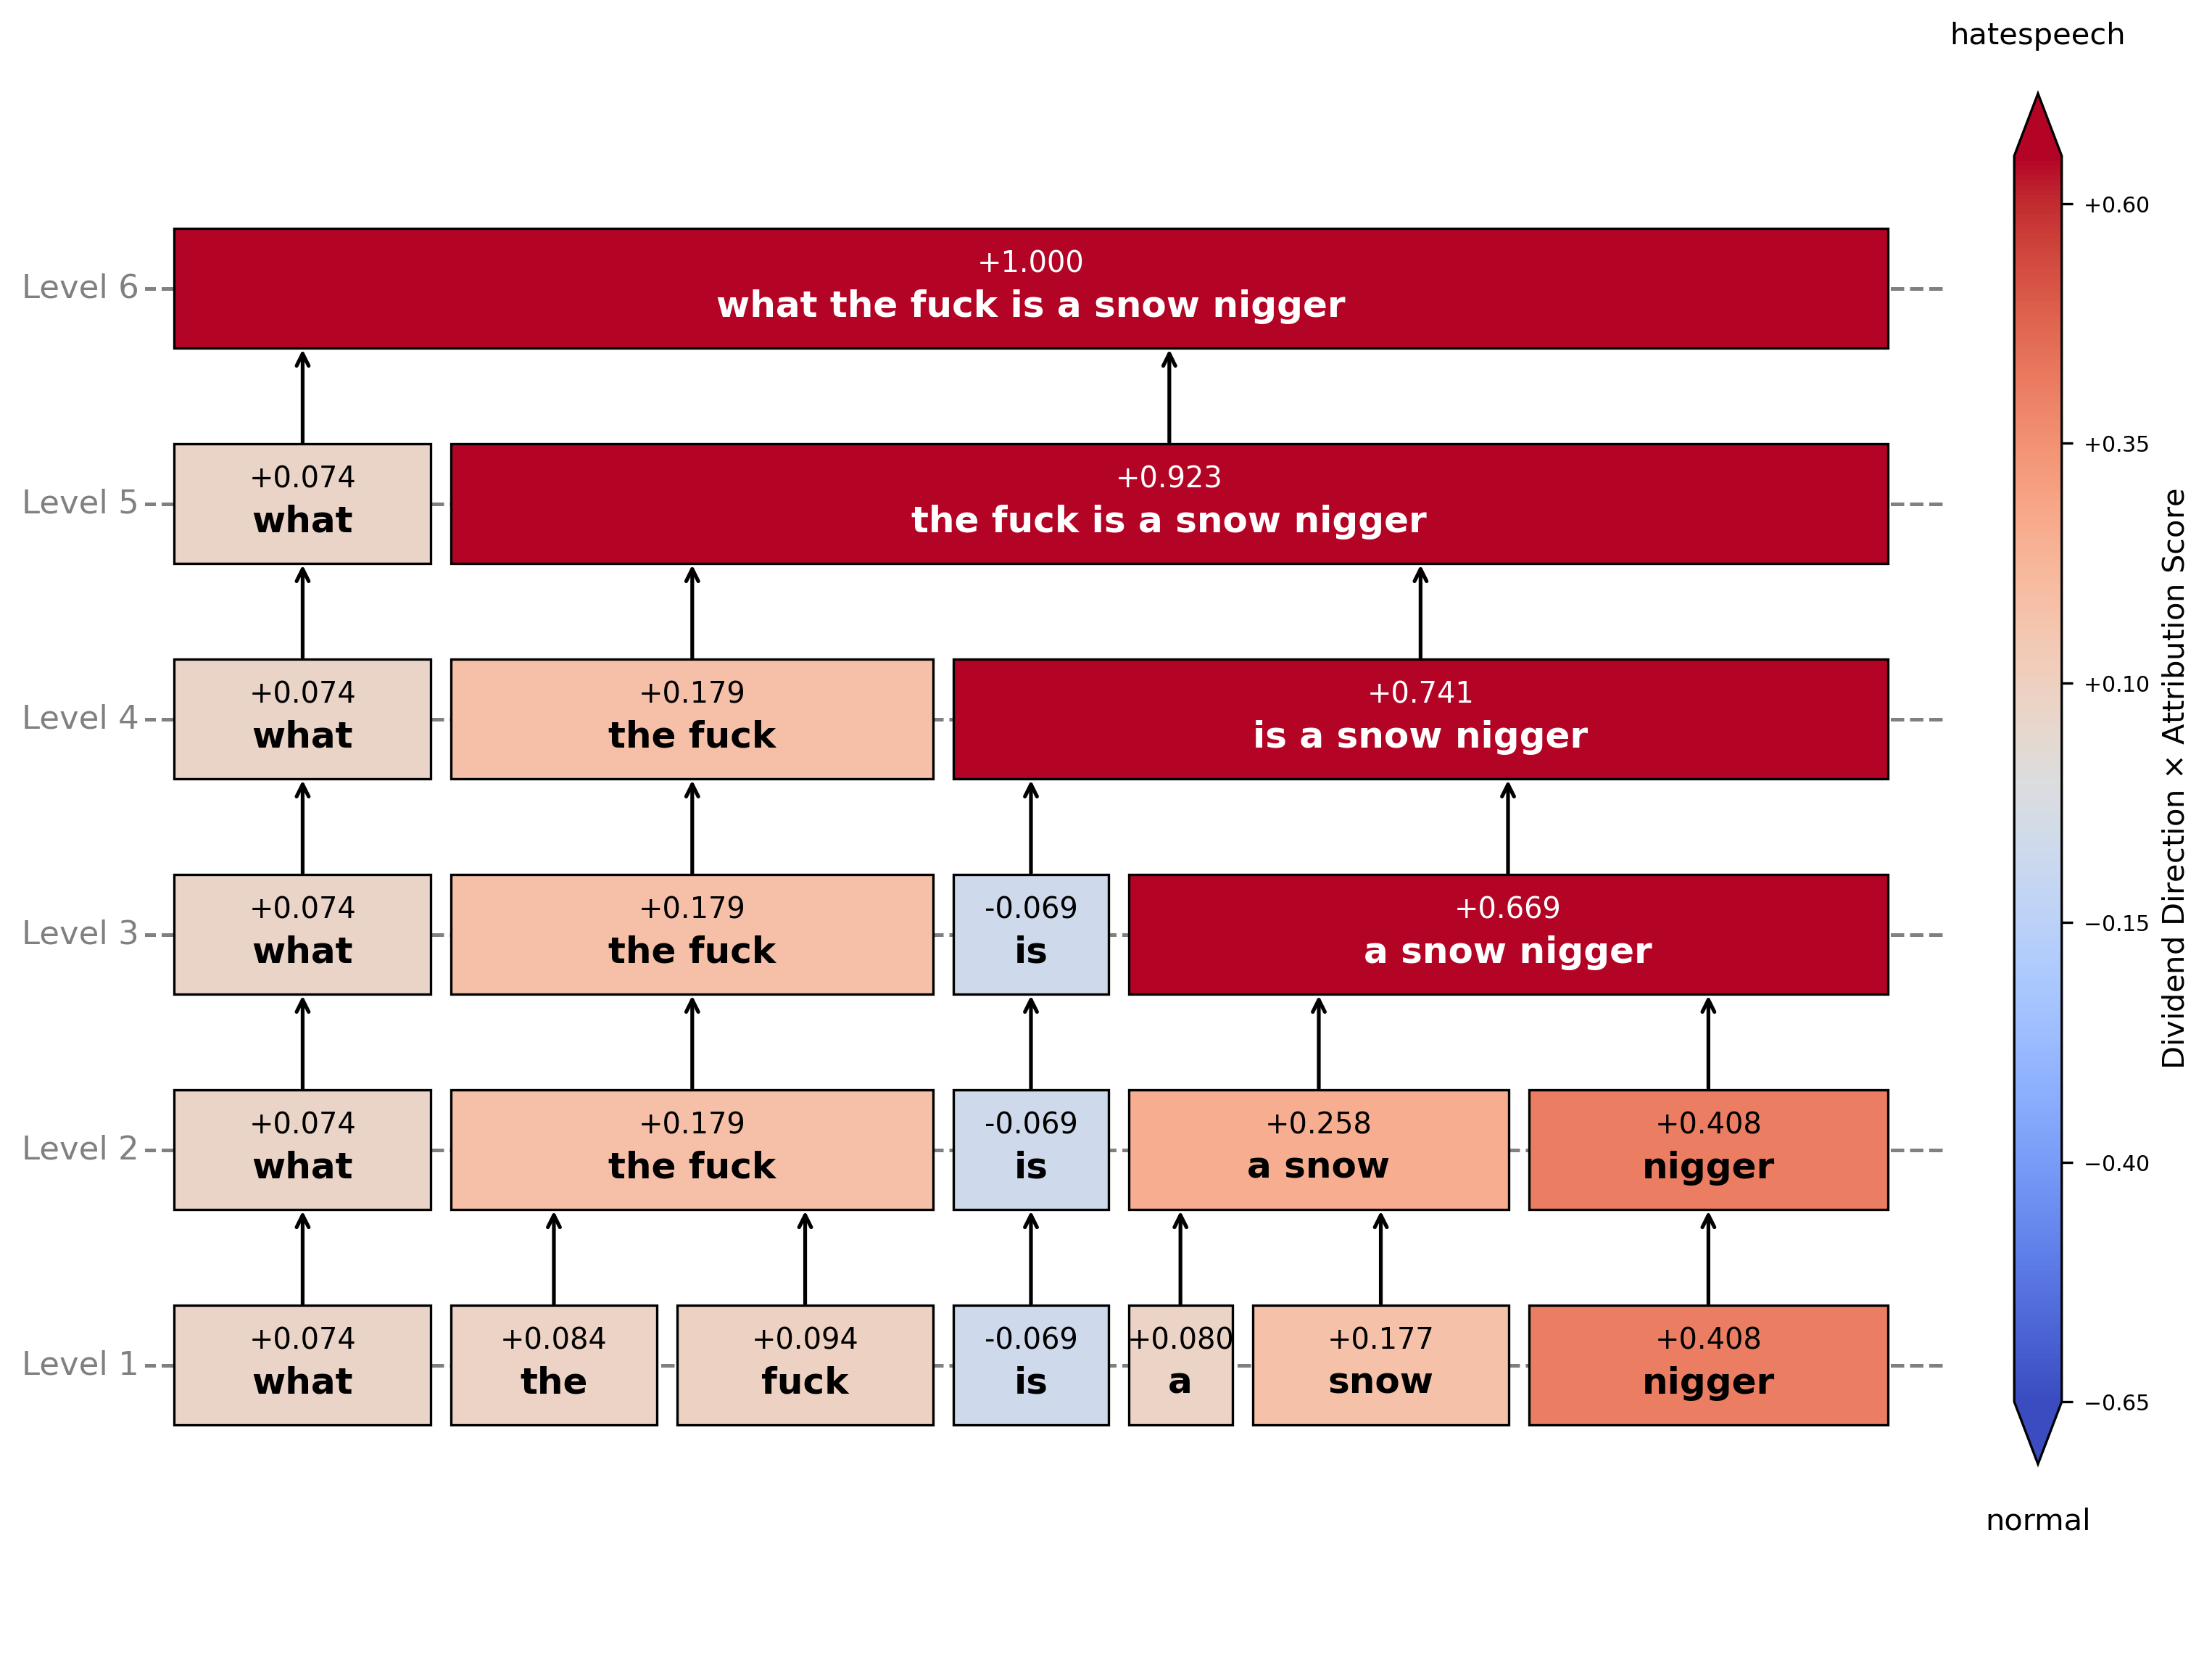 hatespeech
+0.60
+0.35
+0.10
−0.15
−0.40
−0.65
normal
Dividend Direction × Attribution Score
Level 6
+1.000
what the fuck is a snow nigger
Level 5
+0.074
what
+0.923
the fuck is a snow nigger
Level 4
+0.074
what
+0.179
the fuck
+0.741
is a snow nigger
Level 3
+0.074
what
+0.179
the fuck
-0.069
is
+0.669
a snow nigger
Level 2
+0.074
what
+0.179
the fuck
-0.069
is
+0.258
a snow
+0.408
nigger
Level 1
+0.074
what
+0.084
the
+0.094
fuck
-0.069
is
+0.080
a
+0.177
snow
+0.408
nigger